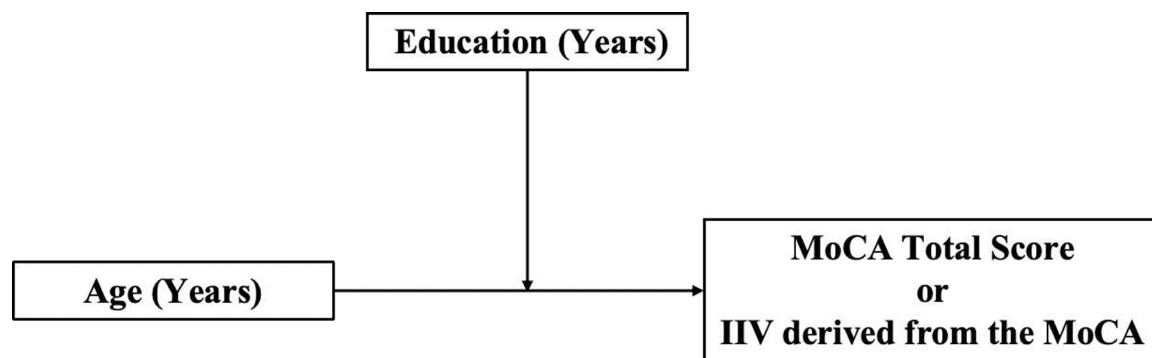 Education (Years)
Age (Years)
MoCA Total Score
or
IIV derived from the MoCA